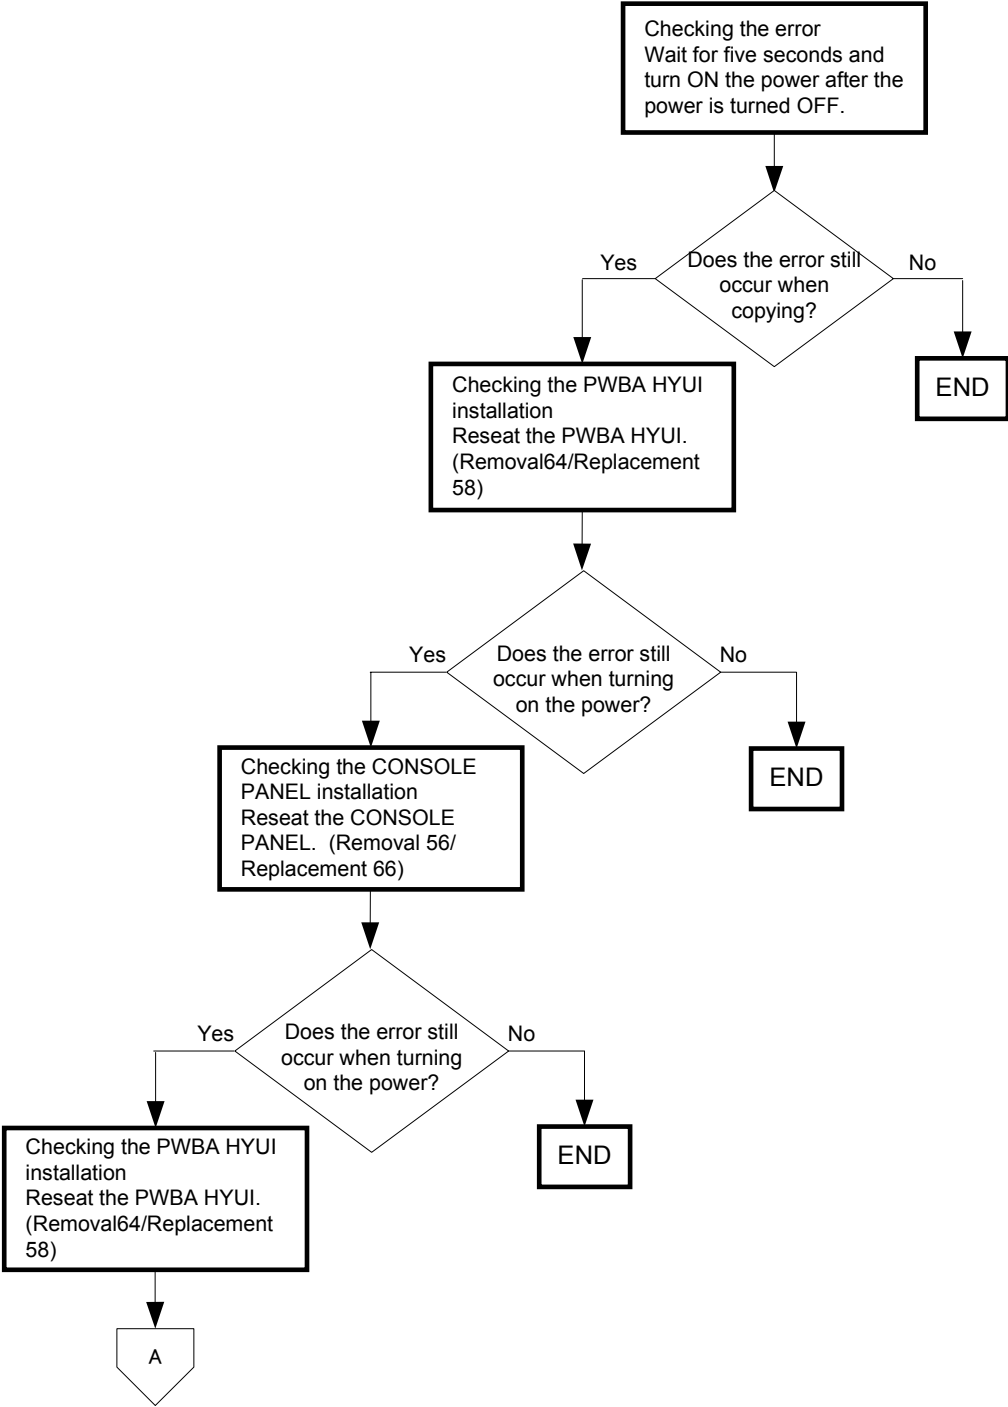 Checking the error
Wait for five seconds and
turn ON the power after the
power is turned OFF.
Yes
Does the error still
occur when
copying?
No
END
Checking the PWBA HYUI
installation
Reseat the PWBA HYUI.
(Removal64/Replacement
58)
Yes
Does the error still
occur when turning
on the power?
No
END
Checking the CONSOLE
PANEL installation
Reseat the CONSOLE
PANEL.  (Removal 56/
Replacement 66)
Yes
Does the error still
occur when turning
on the power?
No
END
Checking the PWBA HYUI
installation
Reseat the PWBA HYUI.
(Removal64/Replacement
58)
A